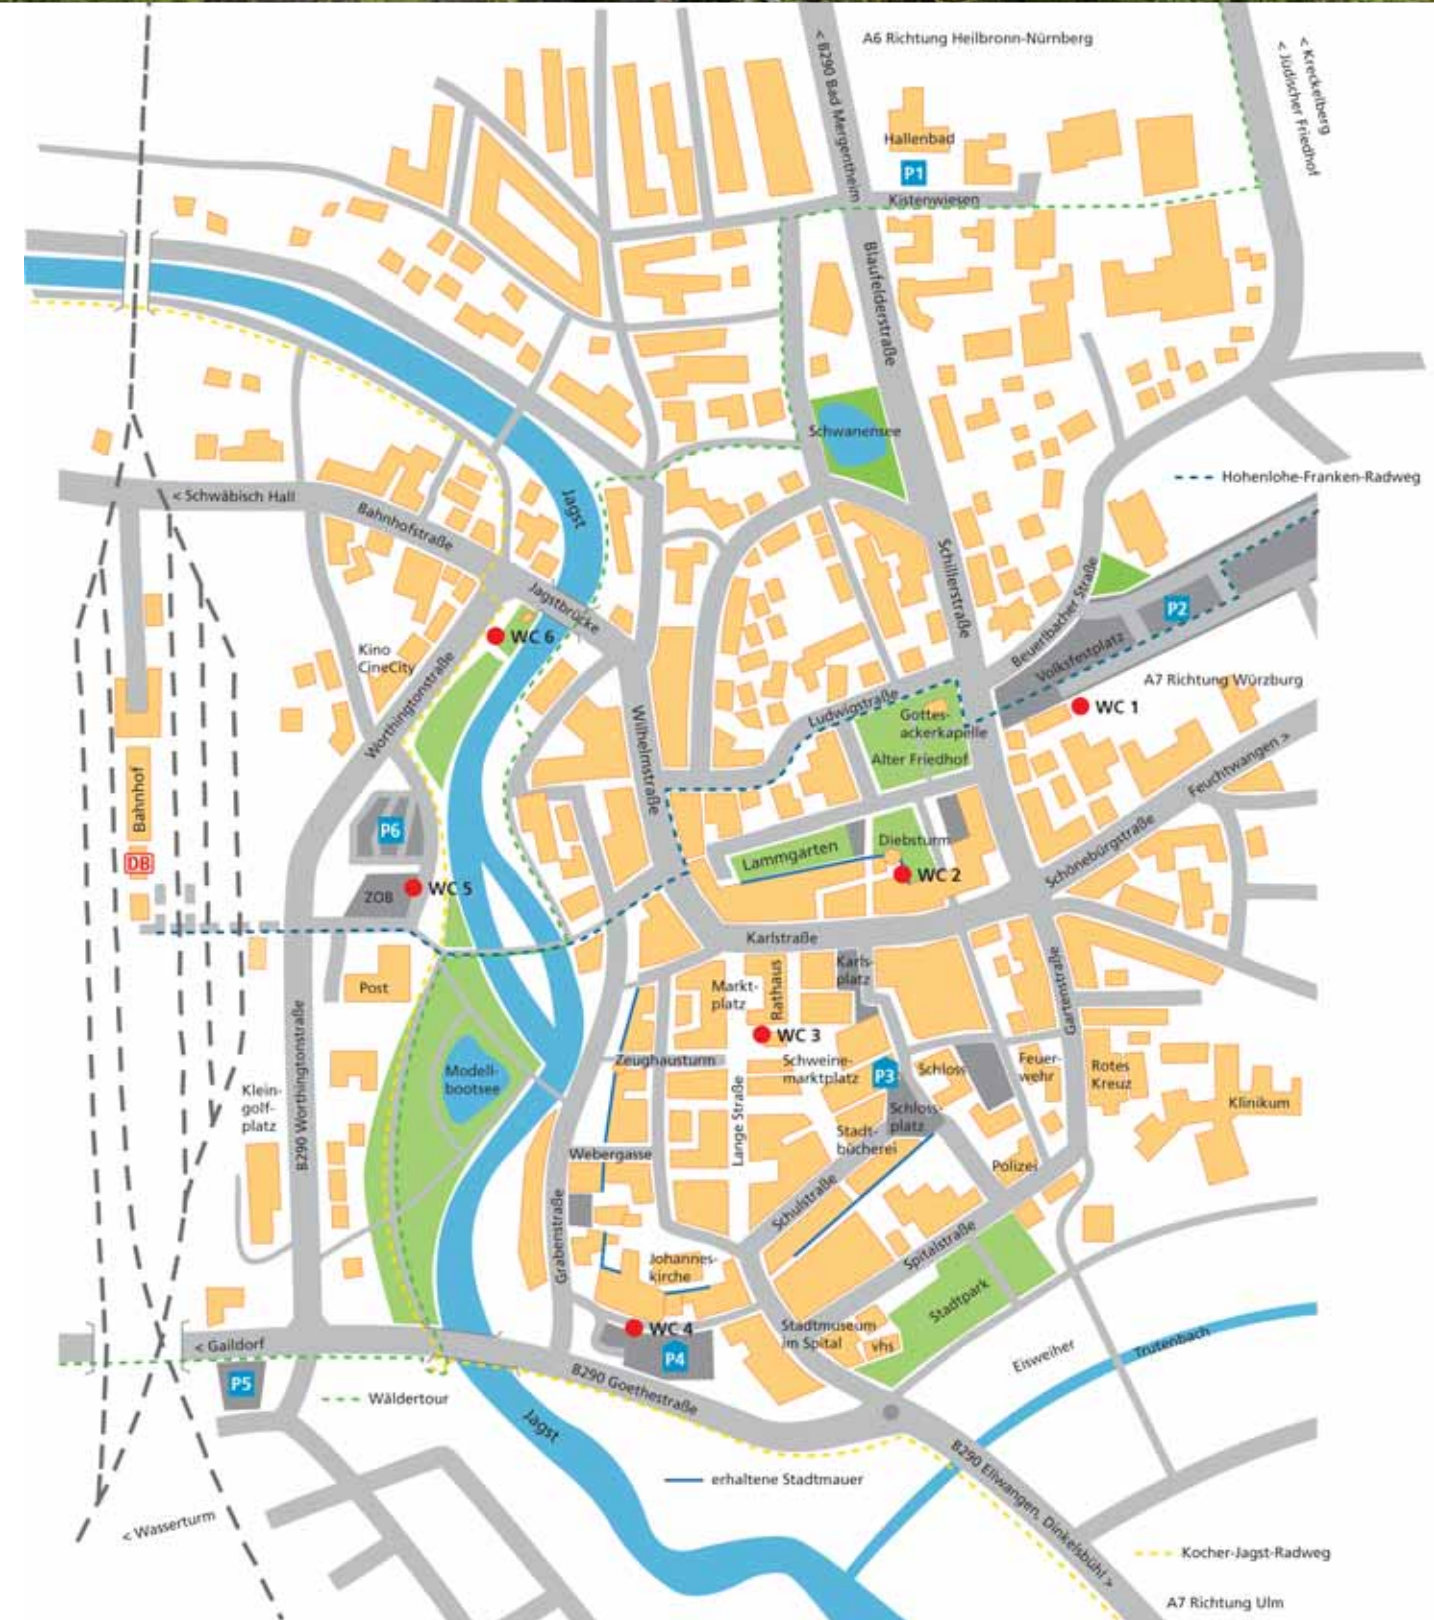 A6 Richtung Heilbronn-Nürnberg
< B290 Bad Mergentheim
< Kreckelberg
< Jüdischer Friedhof
Hallenbad
P1
Kistenwiesen
Blaufelderstraße
Schwanensee
Hohenlohe-Franken-Radweg
< Schwäbisch Hall
Bahnhofstraße
Jagst
Schillerstraße
Jagstbrücke
Beuerlbacher Straße
P2
Volksfestplatz
WC 6
Kino
CineCity
Worthingtonstraße
A7 Richtung Würzburg
WC 1
Ludwigstraße
Gottes-
ackerkapelle
Alter Friedhof
Wilhelmstraße
Feuchtwangen >
Bahnhof
P6
DB
Lammgarten
Diebsturm
WC 2
Schönebürgstraße
ZOB
WC 5
Karlstraße
Post
Markt-
platz
Rathaus
Karls-
platz
Gartenstraße
WC 3
B290 Worthingtonstraße
Modell-
bootsee
Zeughausturm
Schweine-
marktplatz
P3
Schloss
Feuer-
wehr
Rotes
Kreuz
Klinikum
Klein-
golf-
platz
Lange Straße
Schloss-
platz
Stadt-
bücherei
Webergasse
Polizei
Schulstraße
Grabenstraße
Johannes-
kirche
Spitalstraße
Stadtpark
WC 4
P4
Stadtmuseum
im Spital
vhs
Eisweiher
Trutenbach
< Gaildorf
P5
Wäldertour
B290 Goethestraße
Jagst
erhaltene Stadtmauer
B290 Ellwangen, Dinkelsbühl >
< Wasserturm
Kocher-Jagst-Radweg
A7 Richtung Ulm